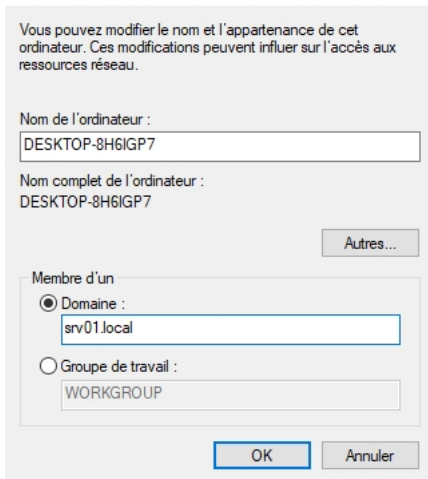 Vous pouvez modifier le nom et l'appartenance de cet
ordinateur. Ces modifications peuvent influer sur l'accès aux
ressources réseau.
Nom de l'ordinateur :
DESKTOP-8H6IGP7
Nom complet de l'ordinateur :
DESKTOP-8H6IGP7
Autres...
Membre d'un
Domaine :
srv01.local
Groupe de travail :
WORKGROUP
OK
Annuler